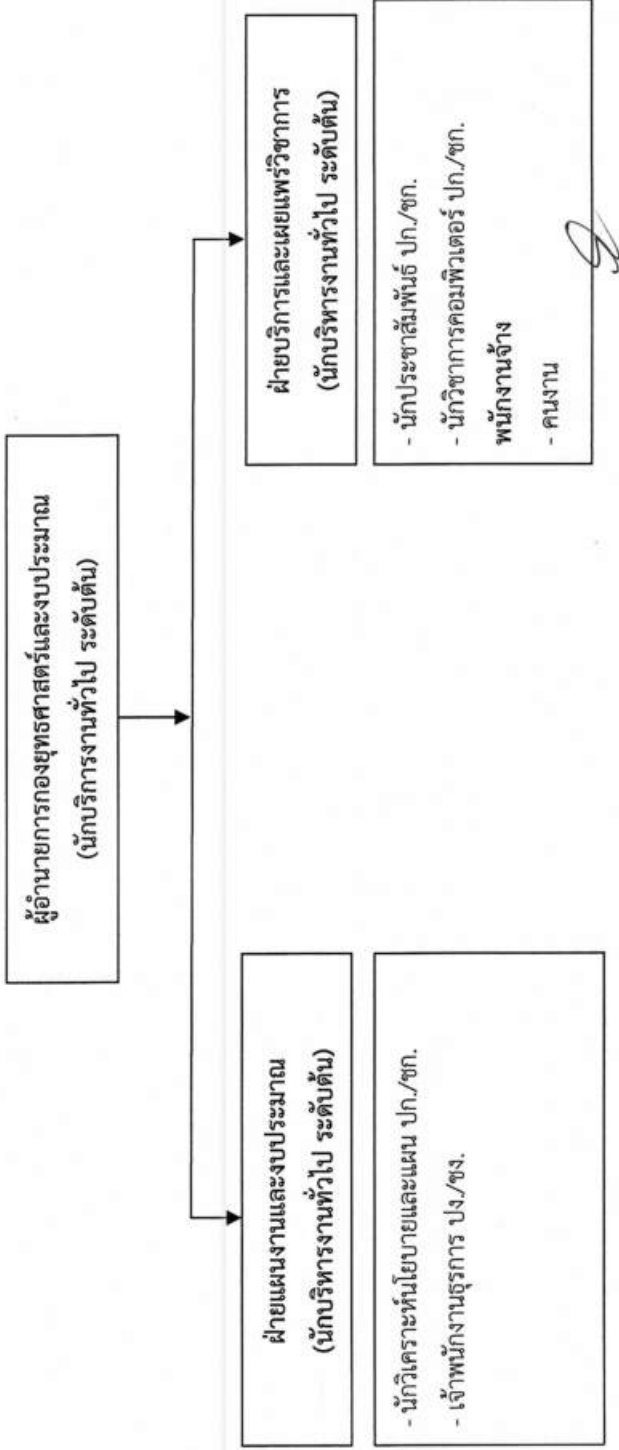 ผู้อำนายการกองยุทธศาสตร์และงบประมาณ
(นักบริการงานทั่วไป ระดับต้น)
ฝ่ายแผนงานและงบประมาณ
(นักบริหารงานทั่วไป ระดับต้น)
- นักวิเคราะห์นโยบายและแผน ปก./ชก.
- เจ้าพนักงานธุรการ ปง./ชง.
ฝ่ายบริการและเผยแพร่วิชาการ
(นักบริหารงานทั่วไป ระดับต้น)
- นักประชาสัมพันธ์ ปก./ชก.
- นักวิชาการคอมพิวเตอร์ ปก./ชก.
พนักงานจ้าง
- คนงาน